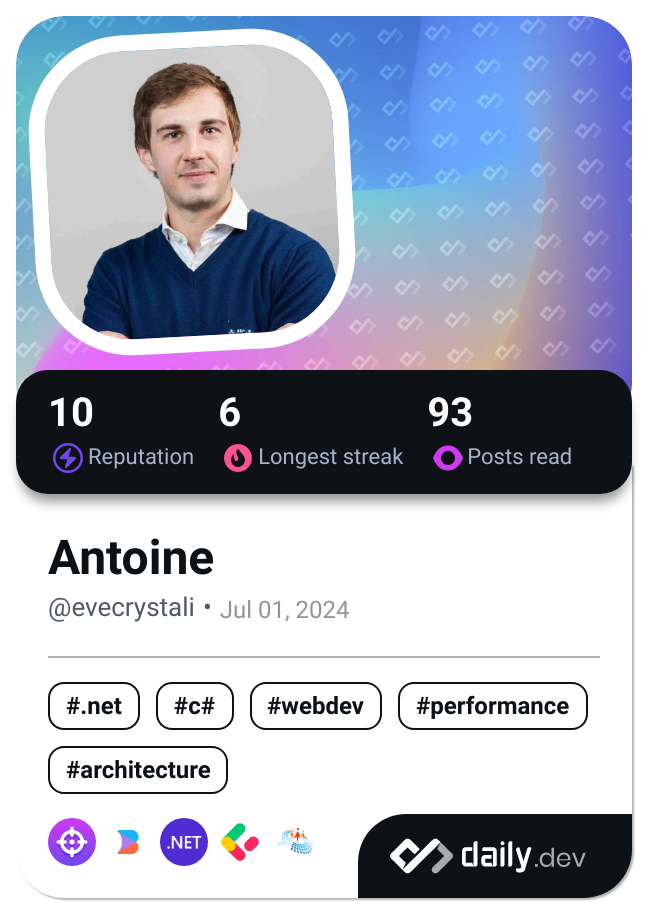 10 6 93
Reputation Longest streak Posts read
Antoine
@evecrystali • Jul 01, 2024
#.net #c# #webdev #performance
#architecture
.NET
daily.dev